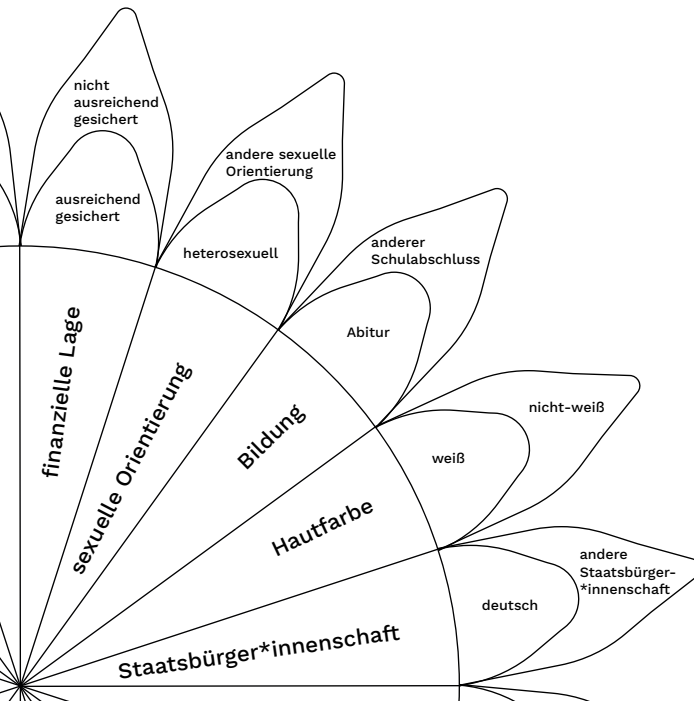 nicht
ausreichend
gesichert
ausreichend
gesichert
finanzielle Lage
andere sexuelle
Orientierung
heterosexuell
sexuelle Orientierung
anderer
Schulabschluss
Abitur
Bildung
nicht-weiß
weiß
Hautfarbe
andere
Staatsbürger-
*innenschaft
deutsch
Staatsbürger*innenschaft